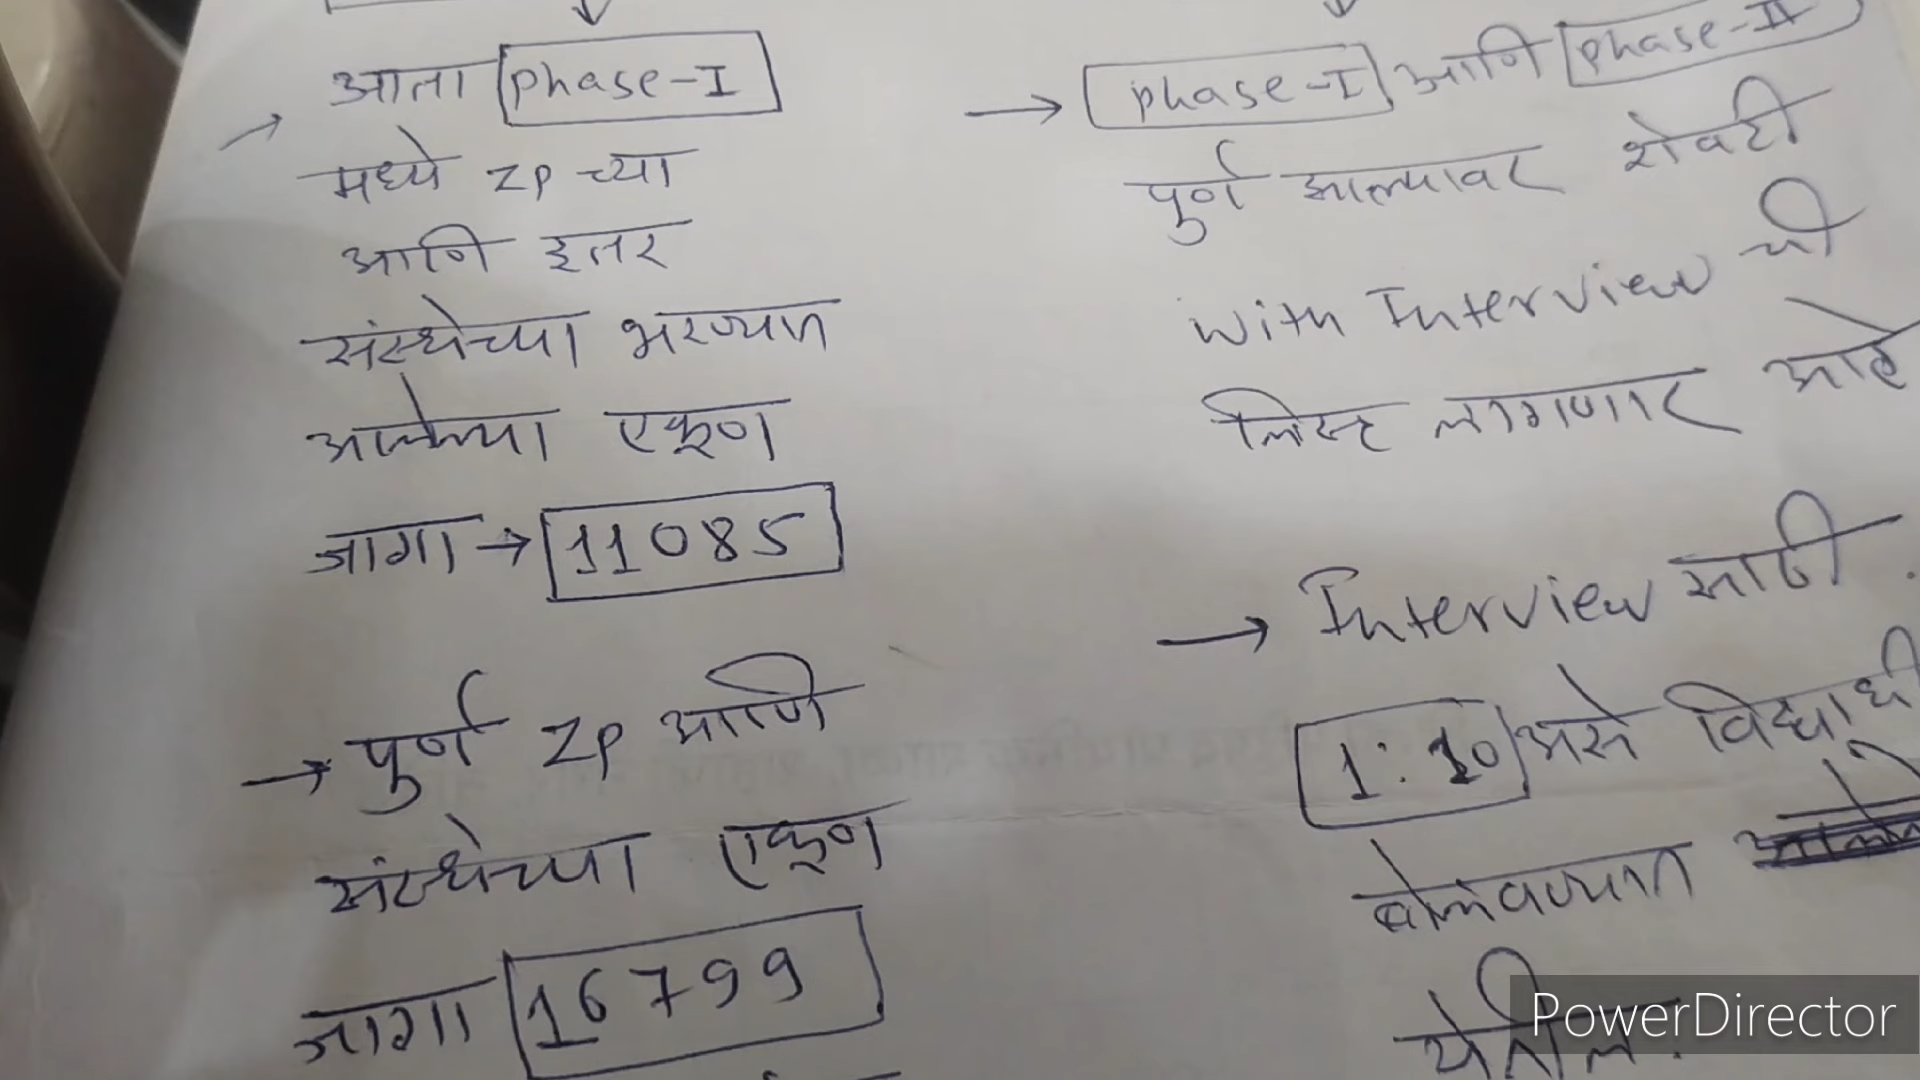 आता phase-I
मध्ये ZP च्या
आणि इतर
संस्थेच्या भरण्यात
आलेल्या एकूण
जागा → 11085
→ पुर्ण ZP आणि
संस्थेच्या एकूण
जागा 16799
→ phase-I आणि phase-II
पुर्ण झाल्यावर शेवटी
with Interview ची
लिस्ट लागणार आहे
→ Interview साठी
1:10 असे विद्यार्थी
बोलवण्यात
येतील.
PowerDirector